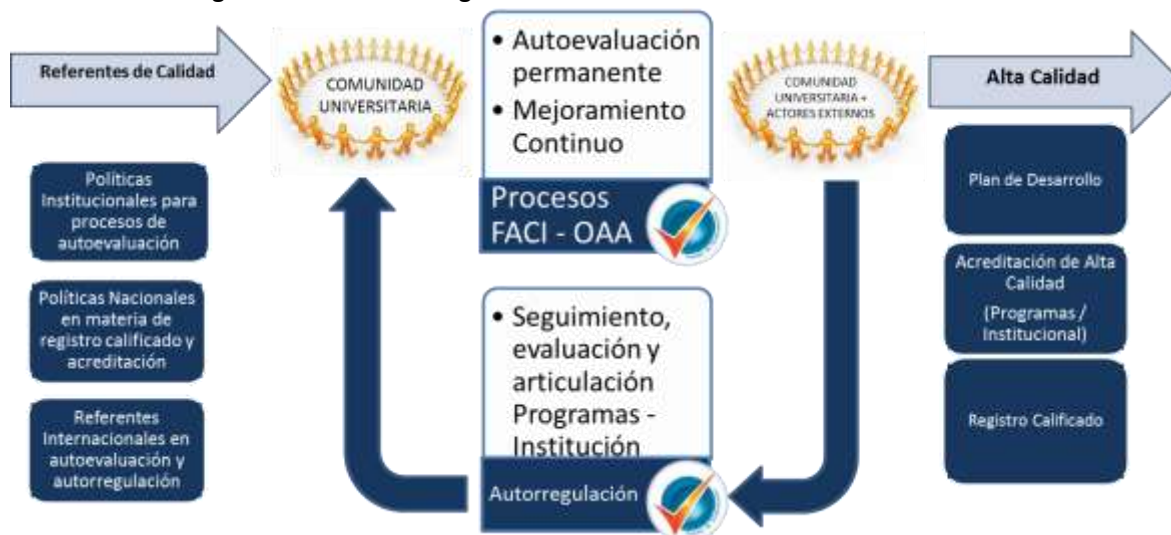 Referentes de Calidad
Políticas
Institucionales para
procesos de
autoevaluación
Políticas Nacionales
en materia de
registro calificado y
acreditación
Referentes
Internacionales en
autoevaluación y
autorregulación
COMUNIDAD
UNIVERSITARIA
• Autoevaluación
permanente
• Mejoramiento
Continuo
Procesos
FACI - OAA
• Seguimiento,
evaluación y
articulación
Programas -
Institución
Autorregulación
COMUNIDAD
UNIVERSITARIA +
ACTORES EXTERNOS
Alta Calidad
Plan de Desarrollo
Acreditación de Alta
Calidad
(Programas /
Institucional)
Registro Calificado